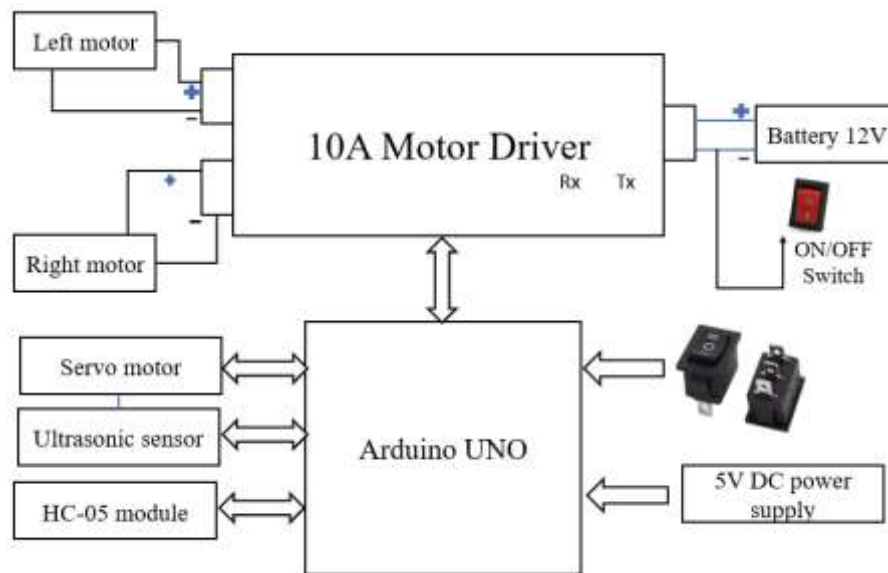 Left motor
+
-
10A Motor Driver
Rx Tx
+
-
Battery 12V
+
-
Right motor
ON/OFF
Switch
Servo motor
Ultrasonic sensor
HC-05 module
Arduino UNO
5V DC power
supply